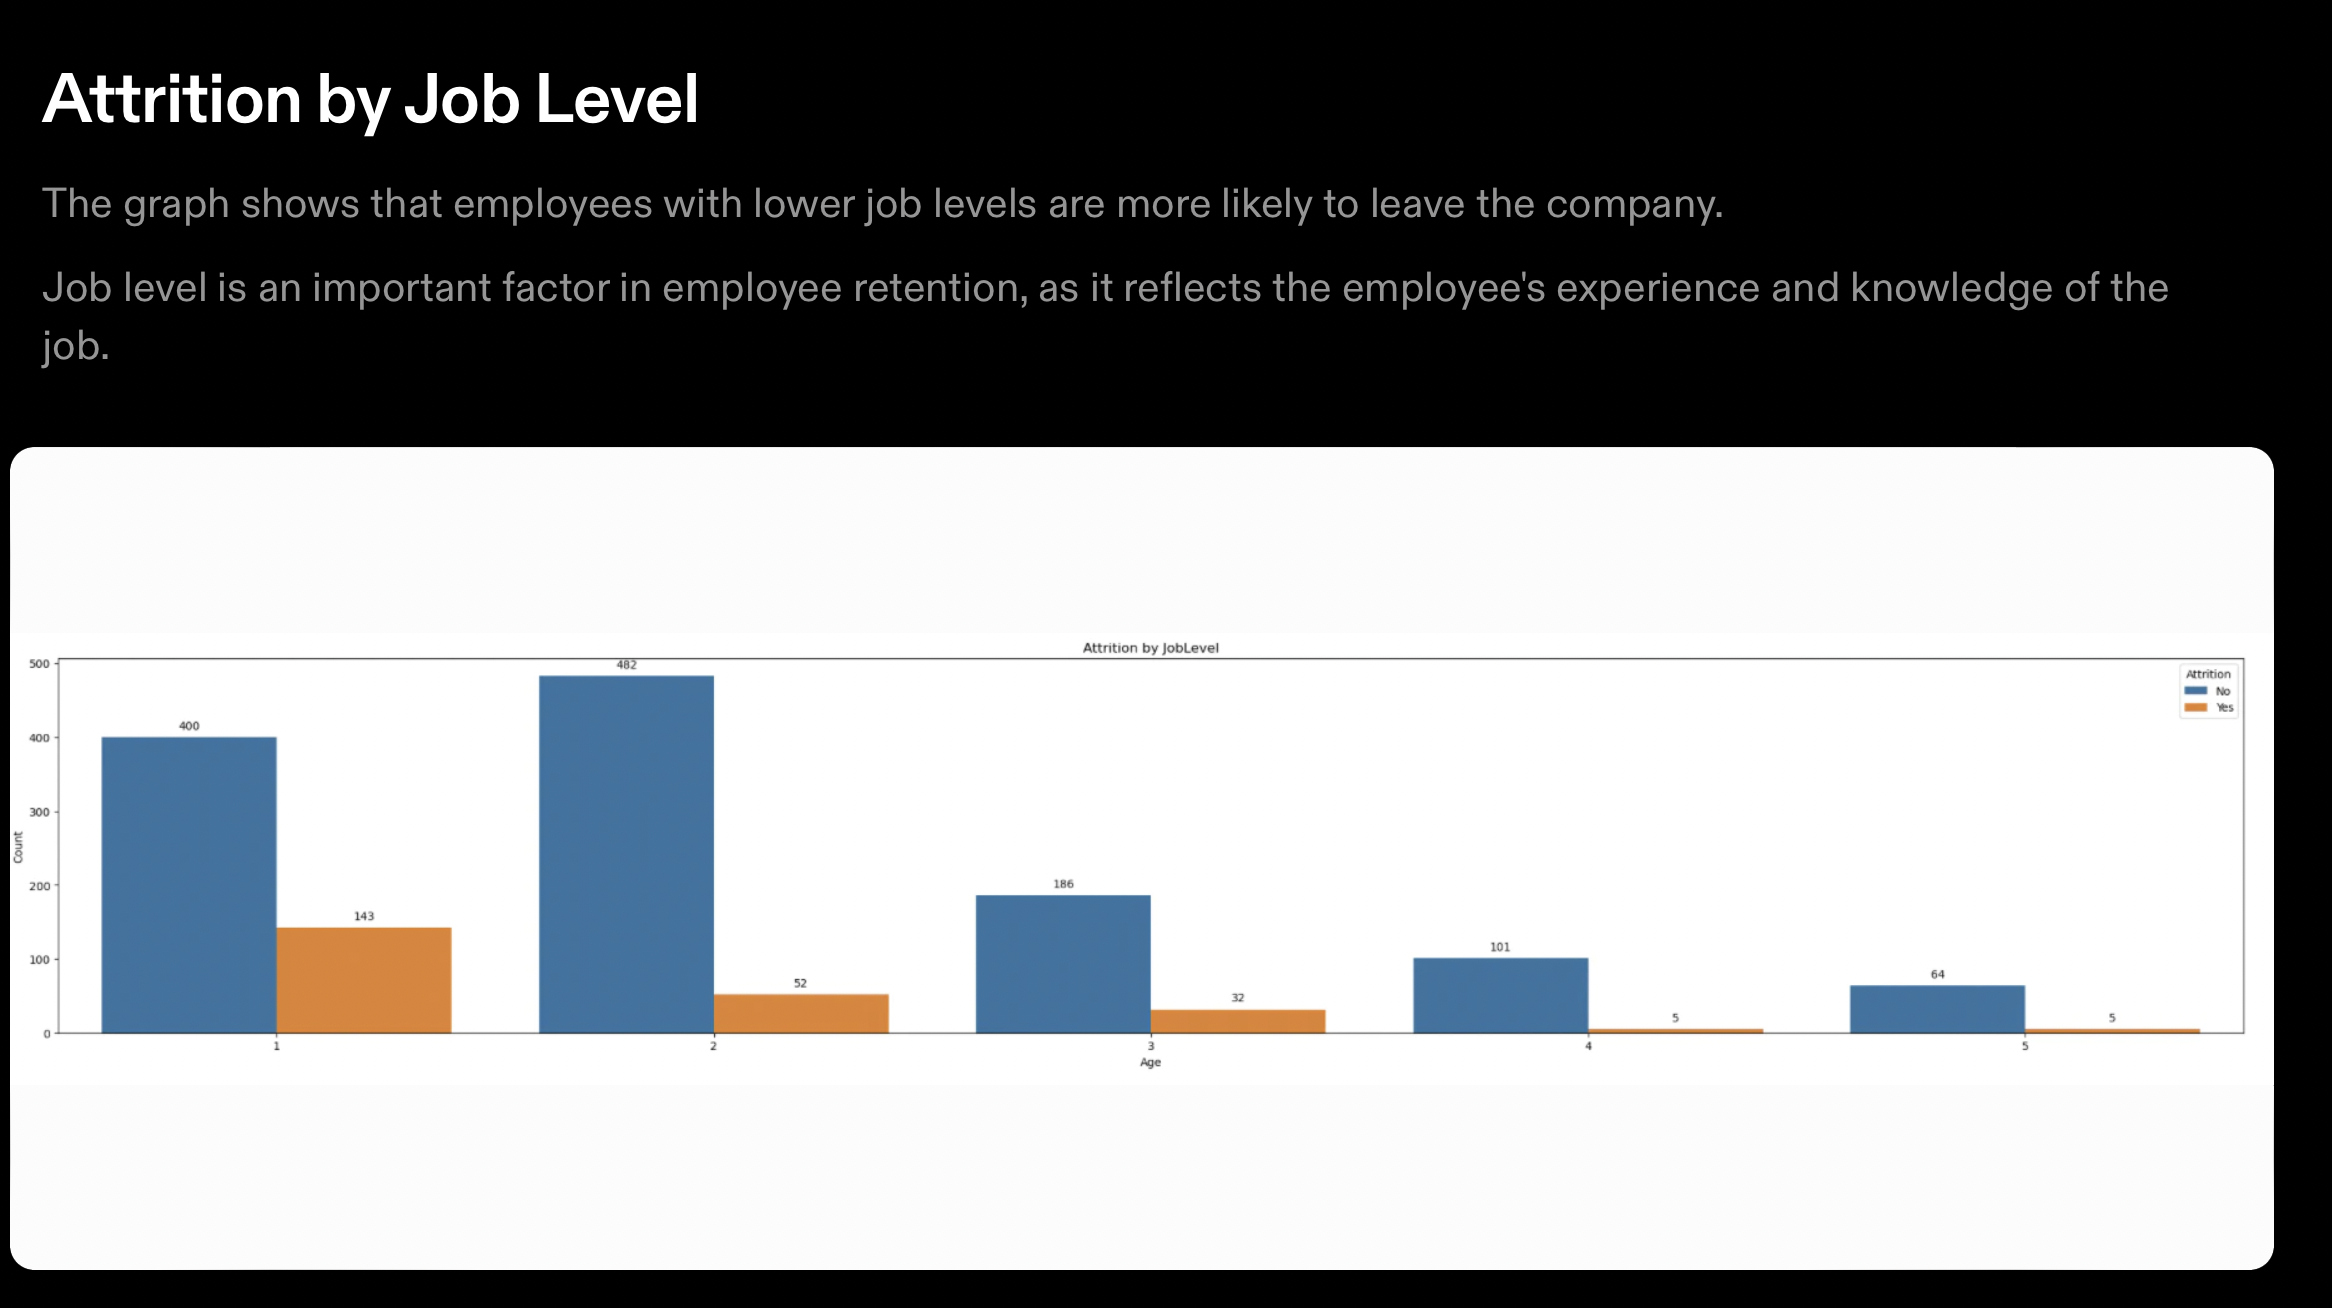 Attrition by Job Level
The graph shows that employees with lower job levels are more likely to leave the company.
Job level is an important factor in employee retention, as it reflects the employee's experience and knowledge of the
job.
Attrition by JobLevel
500
400
300
200
100
0
Count
400
143
482
52
186
32
101
5
64
5
Attrition
No
Yes
1
2
3
4
5
Age